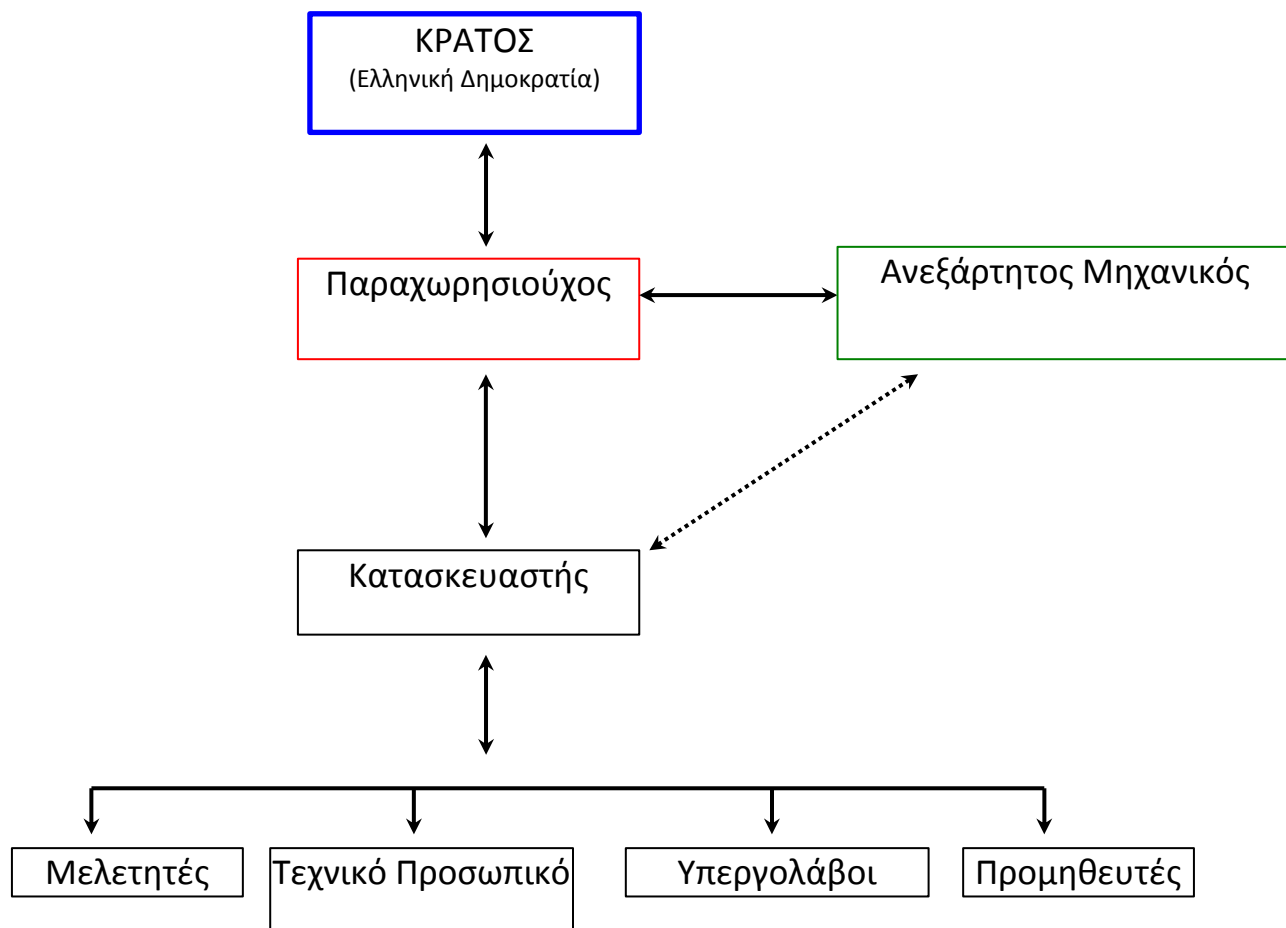 ΚΡΑΤΟΣ
(Ελληνική Δημοκρατία)
Παραχωρησιούχος
Ανεξάρτητος Μηχανικός
Κατασκευαστής
Μελετητές
Τεχνικό Προσωπικό
Υπεργολάβοι
Προμηθευτές